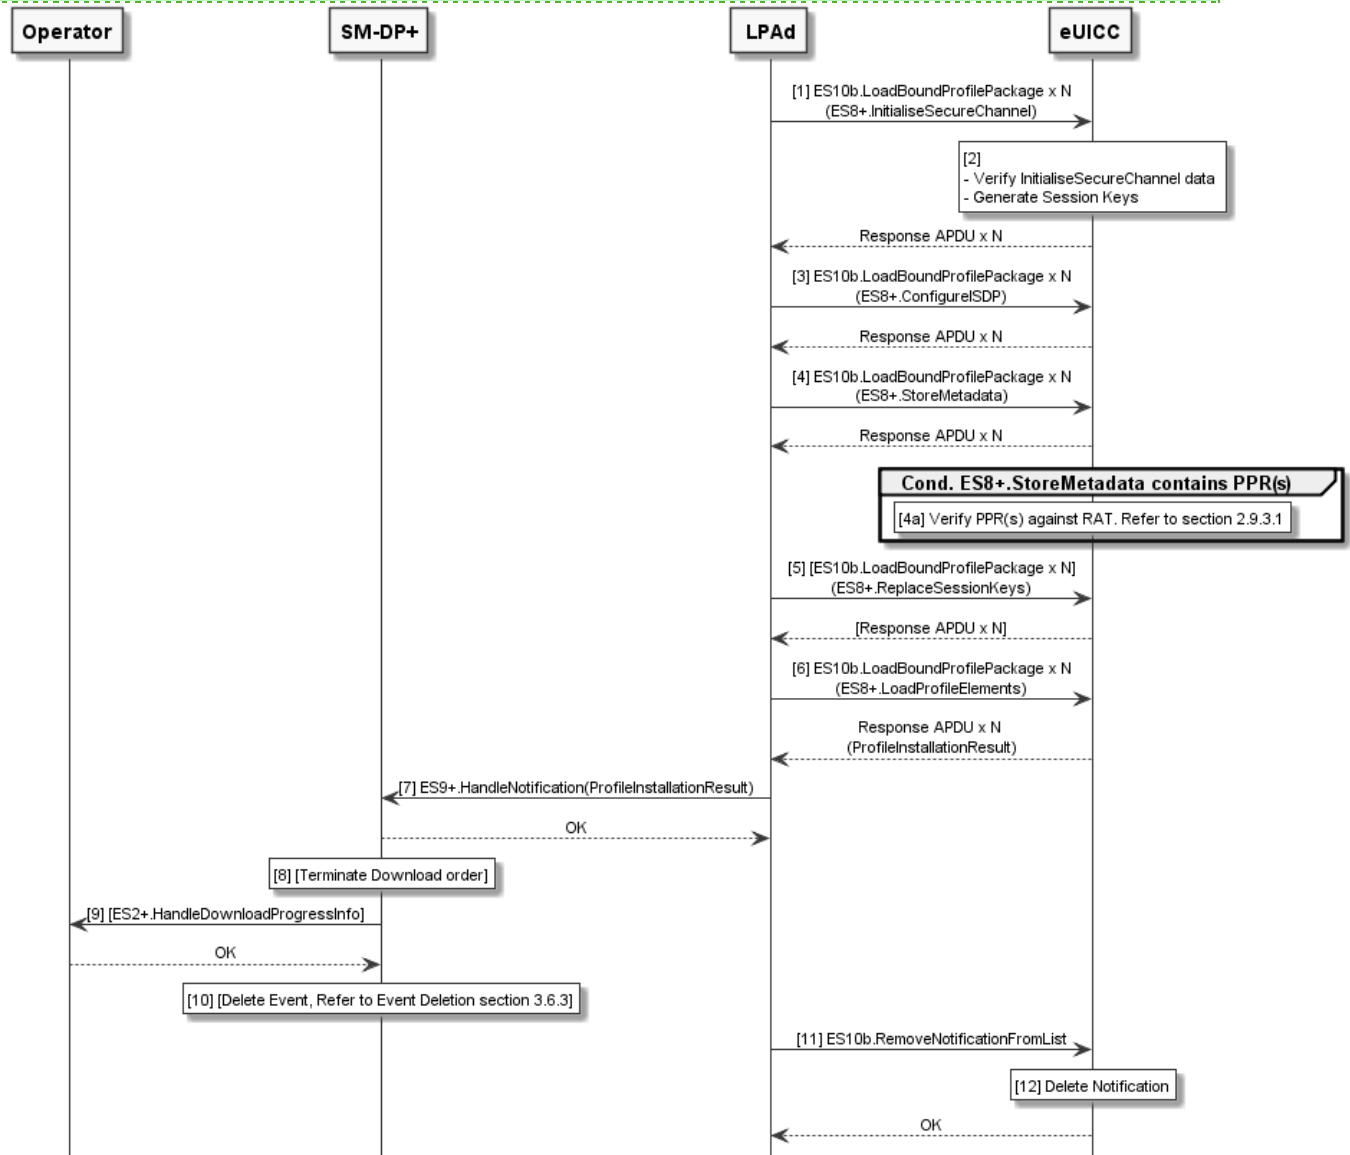 Operator
SM-DP+
LPAd
eUICC
[1] ES10b.LoadBoundProfilePackage x N
(ES8+.InitialiseSecureChannel)
[2]
- Verify InitialiseSecureChannel data
- Generate Session Keys
Response APDU x N
[3] ES10b.LoadBoundProfilePackage x N
(ES8+.ConfigureISDP)
Response APDU x N
[4] ES10b.LoadBoundProfilePackage x N
(ES8+.StoreMetadata)
Response APDU x N
Cond. ES8+.StoreMetadata contains PPR(s)
[4a] Verify PPR(s) against RAT. Refer to section 2.9.3.1
[5] [ES10b.LoadBoundProfilePackage x N]
(ES8+.ReplaceSessionKeys)
[Response APDU x N]
[6] ES10b.LoadBoundProfilePackage x N
(ES8+.LoadProfileElements)
Response APDU x N
(ProfileInstallationResult)
[7] ES9+.HandleNotification(ProfileInstallationResult)
OK
[8] [Terminate Download order]
[9] [ES2+.HandleDownloadProgressInfo]
OK
[10] [Delete Event, Refer to Event Deletion section 3.6.3]
[11] ES10b.RemoveNotificationFromList
[12] Delete Notification
OK